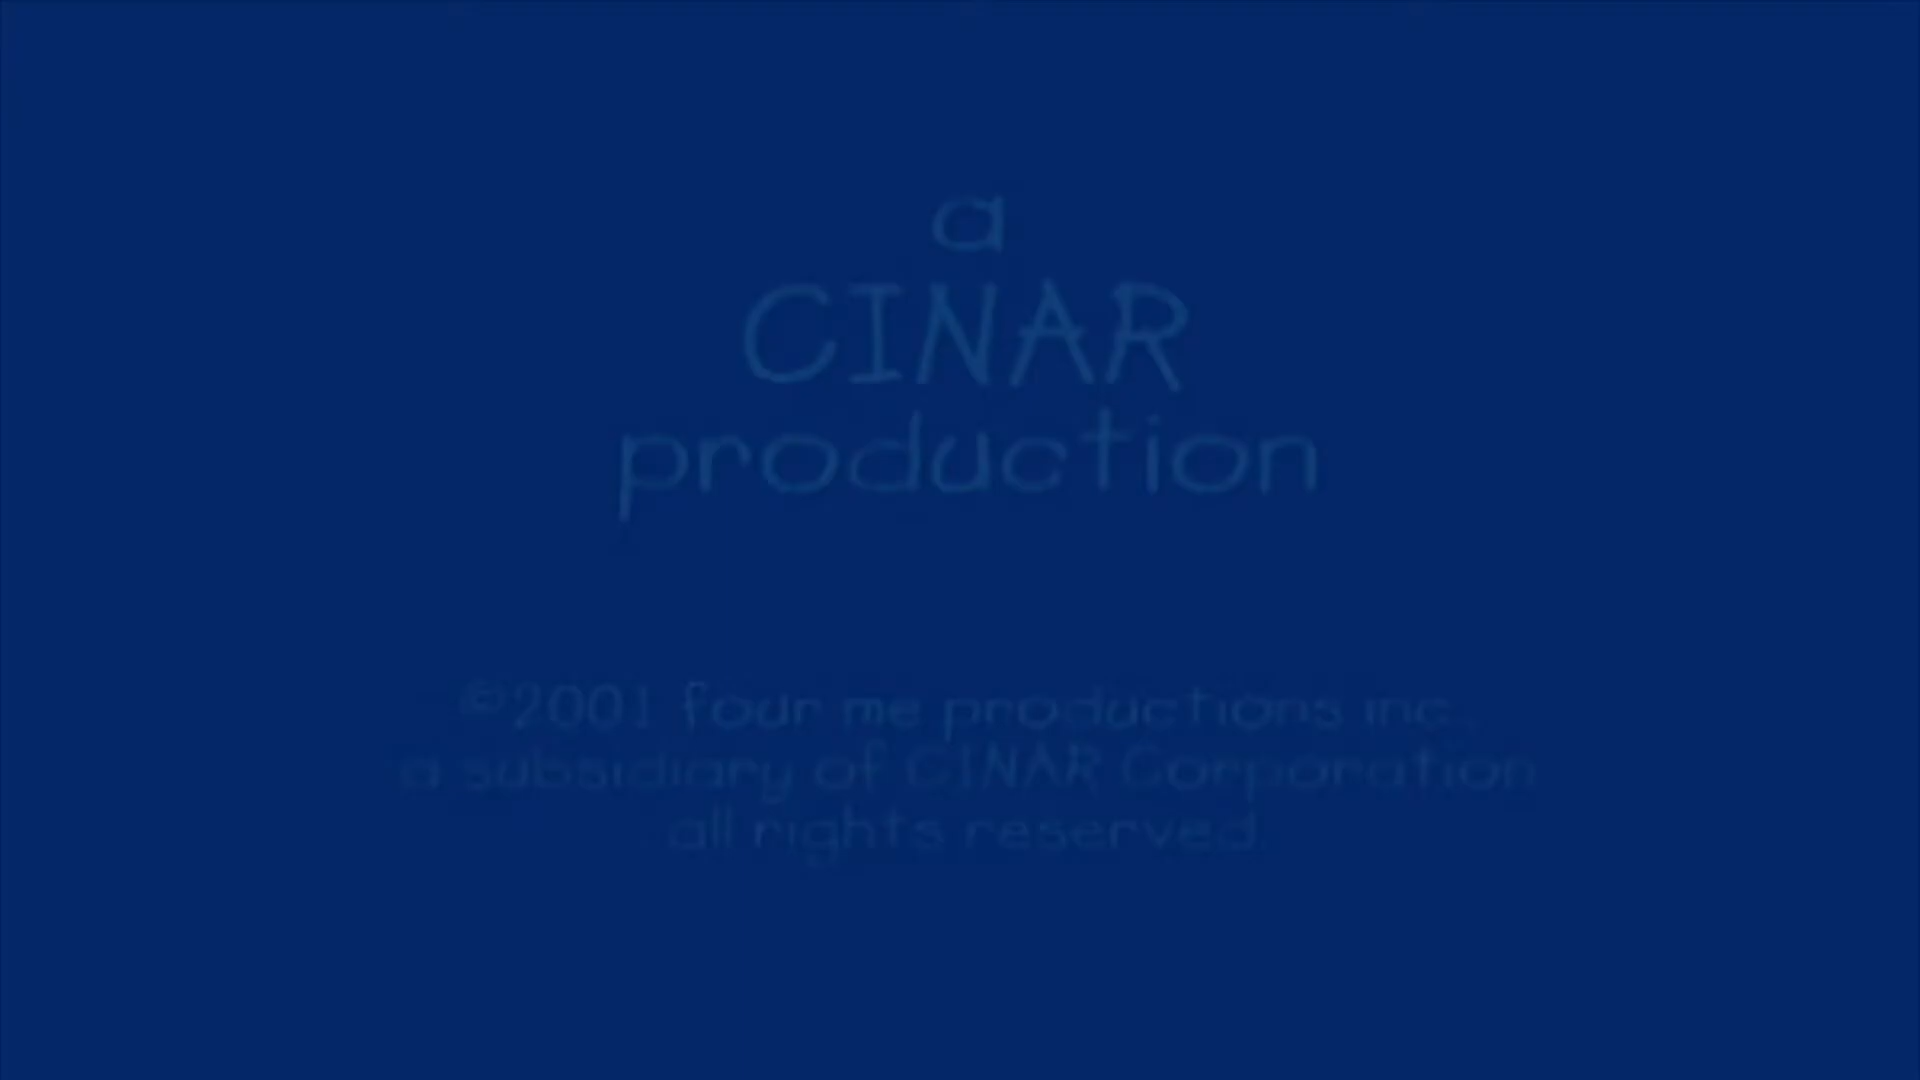 a
CINAR
production
©2001 four me productions inc.,
a subsidiary of CINAR Corporation
all rights reserved.